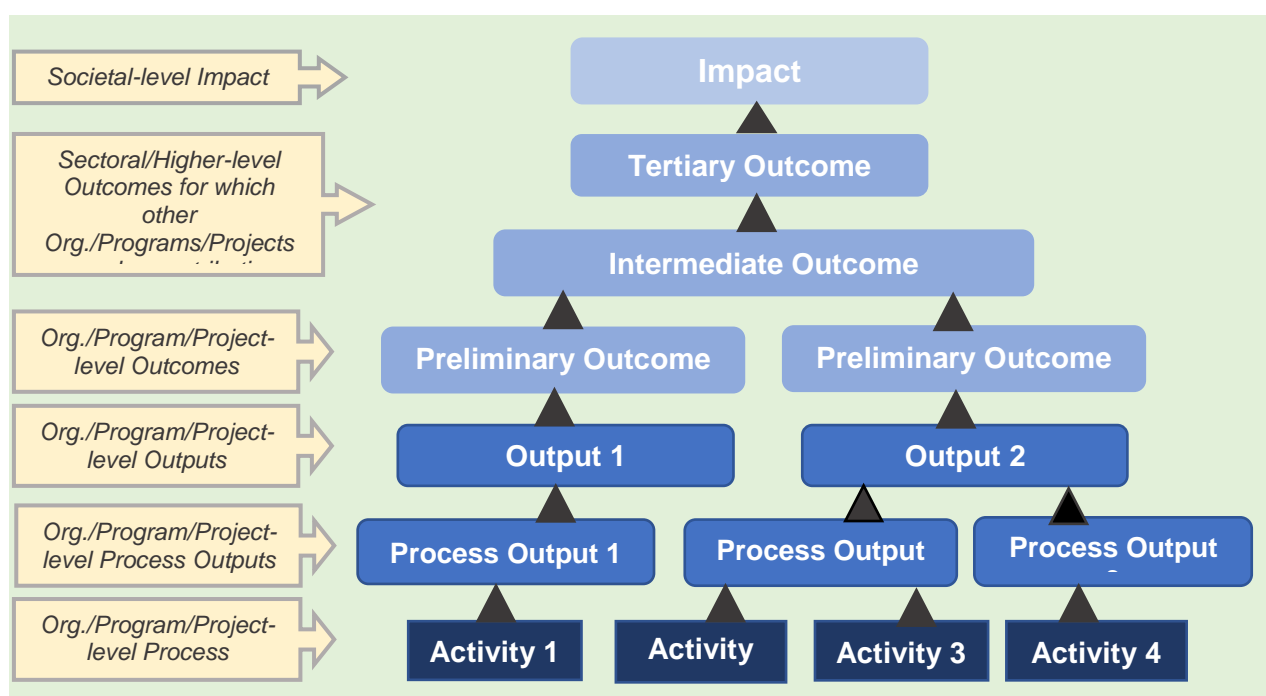 Societal-level Impact
Impact
Sectoral/Higher-level
Outcomes for which
other
Org./Programs/Projects
Tertiary Outcome
Intermediate Outcome
Org./Program/Project-
level Outcomes
Preliminary Outcome
Preliminary Outcome
Org./Program/Project-
level Outputs
Output 1
Output 2
Org./Program/Project-
level Process Outputs
Process Output 1
Process Output
Process Output
Org./Program/Project-
level Process
Activity 1
Activity
Activity 3
Activity 4